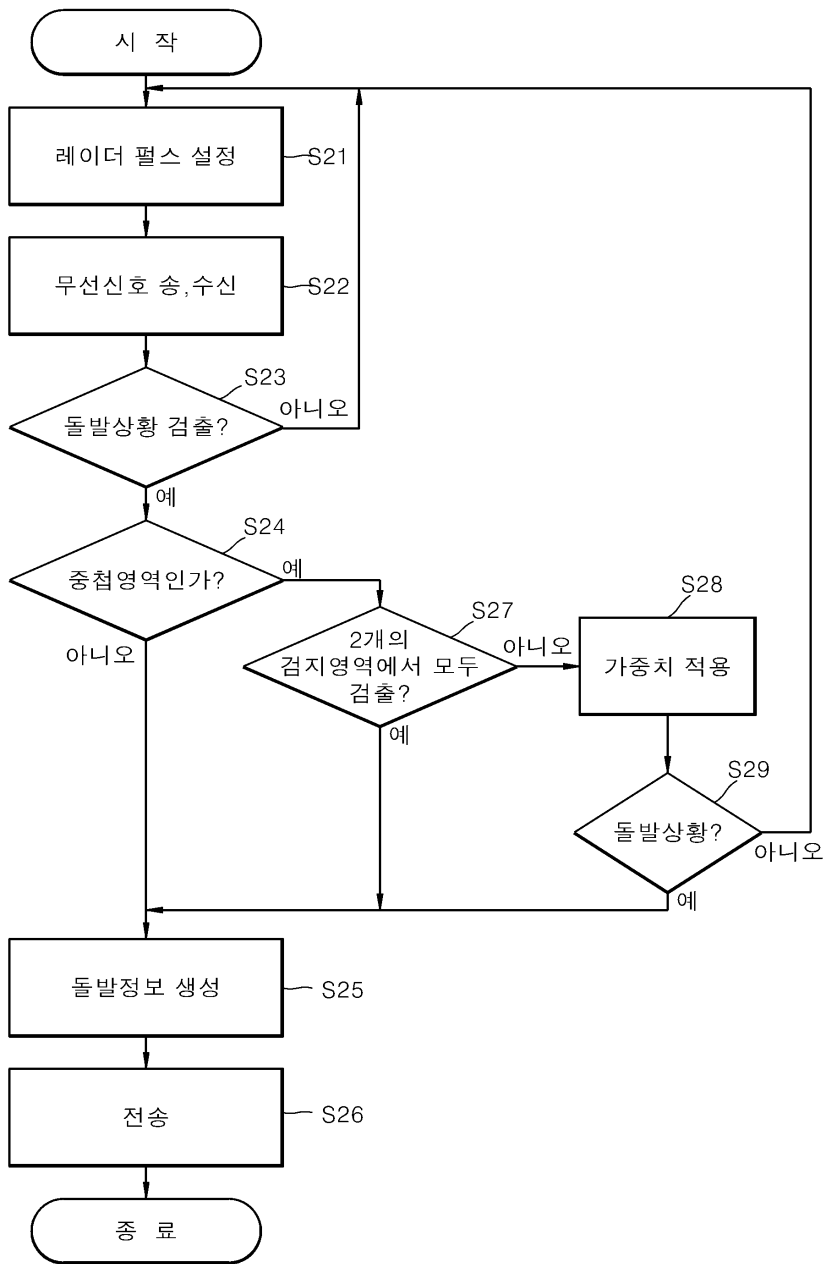 시 작
레이더 펄스 설정
S21
무선신호 송,수신
S22
S23
돌발상황 검출?
아니오
예
S24
중첩영역인가?
예
아니오
S27
2개의
검지영역에서 모두
검출?
아니오
예
S28
가중치 적용
S29
돌발상황?
아니오
예
돌발정보 생성
S25
전송
S26
종 료